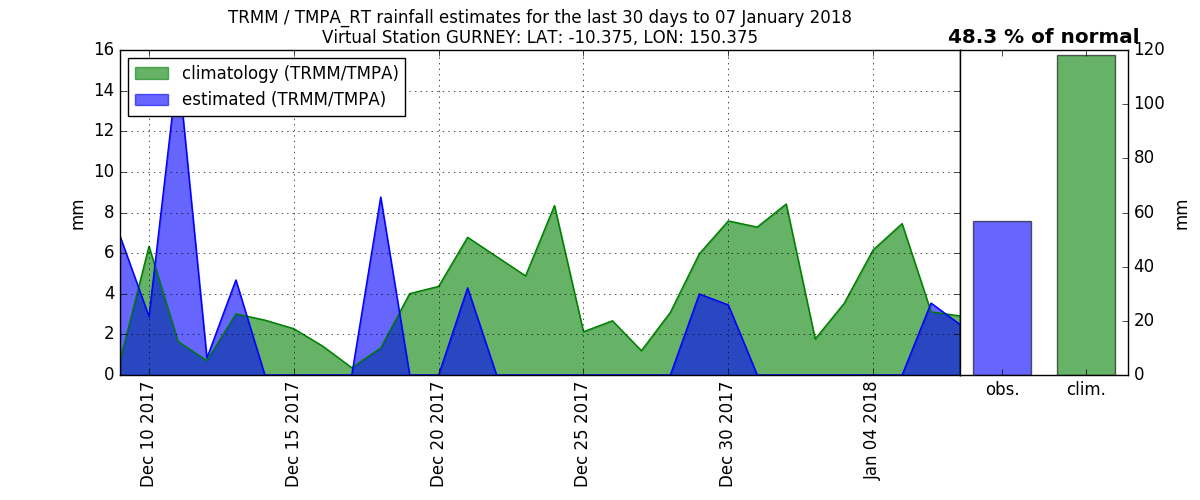 TRMM / TMPA_RT rainfall estimates for the last 30 days to 07 January 2018
Virtual Station GURNEY: LAT: -10.375, LON: 150.375
48.3 % of normal
climatology (TRMM/TMPA)
estimated (TRMM/TMPA)
mm
16
14
12
10
8
6
4
2
0
Dec 10 2017
Dec 15 2017
Dec 20 2017
Dec 25 2017
Dec 30 2017
Jan 04 2018
120
100
80
60
40
20
0
mm
obs.
clim.